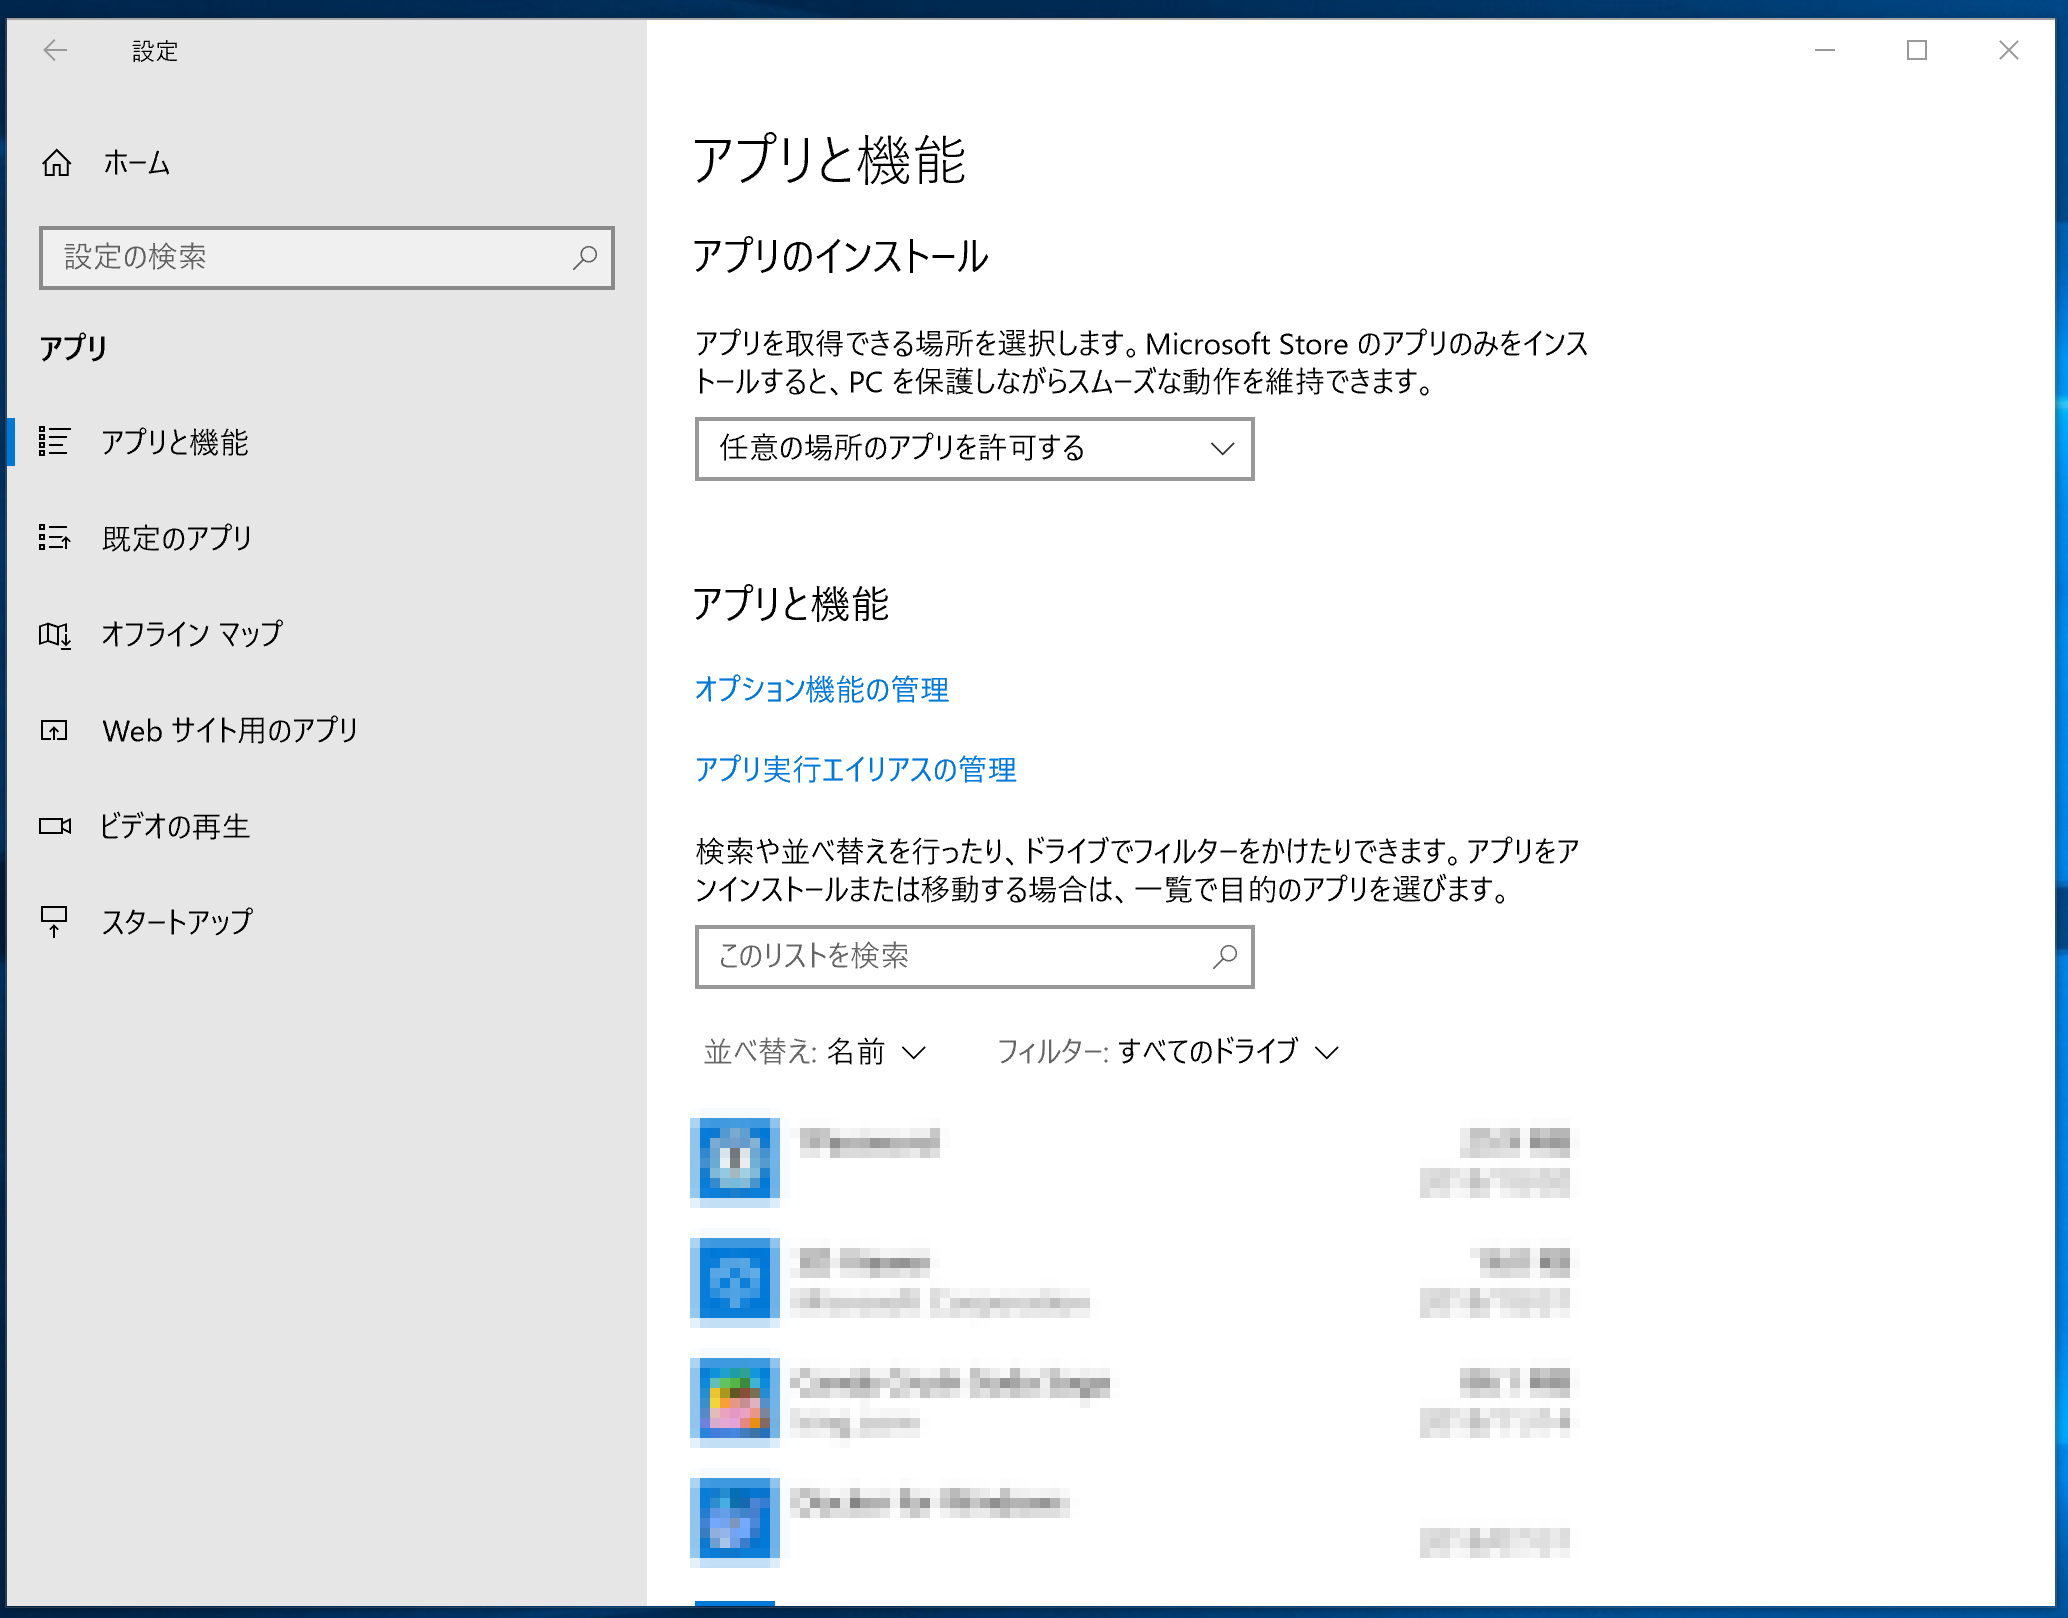 設定
ホーム
設定の検索
アプリ
アプリと機能
既定のアプリ
オフライン マップ
Web サイト用のアプリ
ビデオの再生
スタートアップ
アプリと機能
アプリのインストール
アプリを取得できる場所を選択します。Microsoft Store のアプリのみをインス
トールすると、PC を保護しながらスムーズな動作を維持できます。
任意の場所のアプリを許可する
アプリと機能
オプション機能の管理
アプリ実行エイリアスの管理
検索や並べ替えを行ったり、ドライブでフィルターをかけたりできます。アプリをア
ンインストールまたは移動する場合は、一覧で目的のアプリを選びます。
このリストを検索
並べ替え: 名前 フィルター: すべてのドライブ